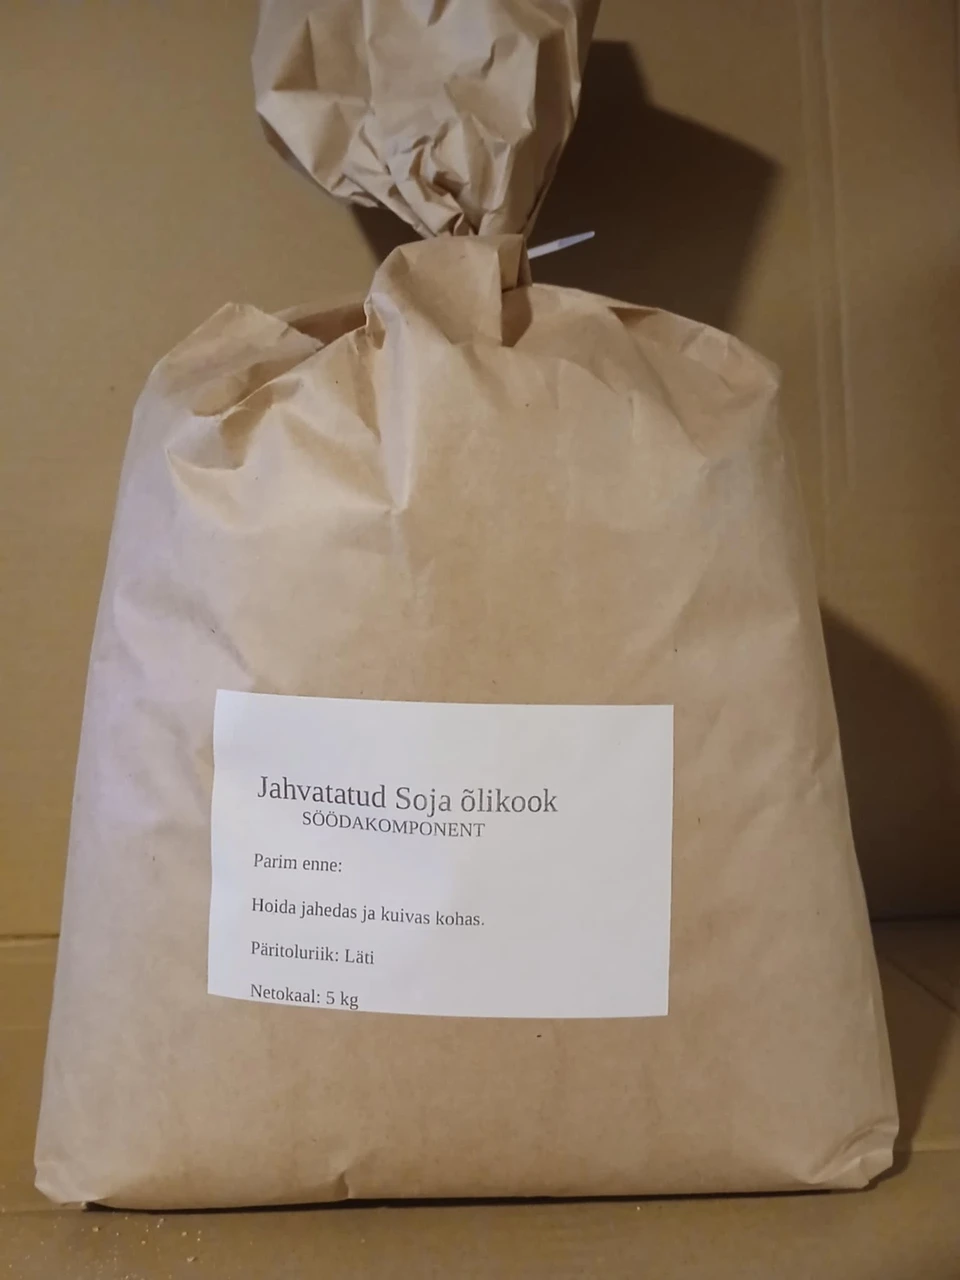 Jahvatatud Soja õlikook
SÖÖDAKOMPONENT
Parim enne:
Hoida jahedas ja kuivas kohas.
Päritoluriik: Läti
Netokaal: 5 kg